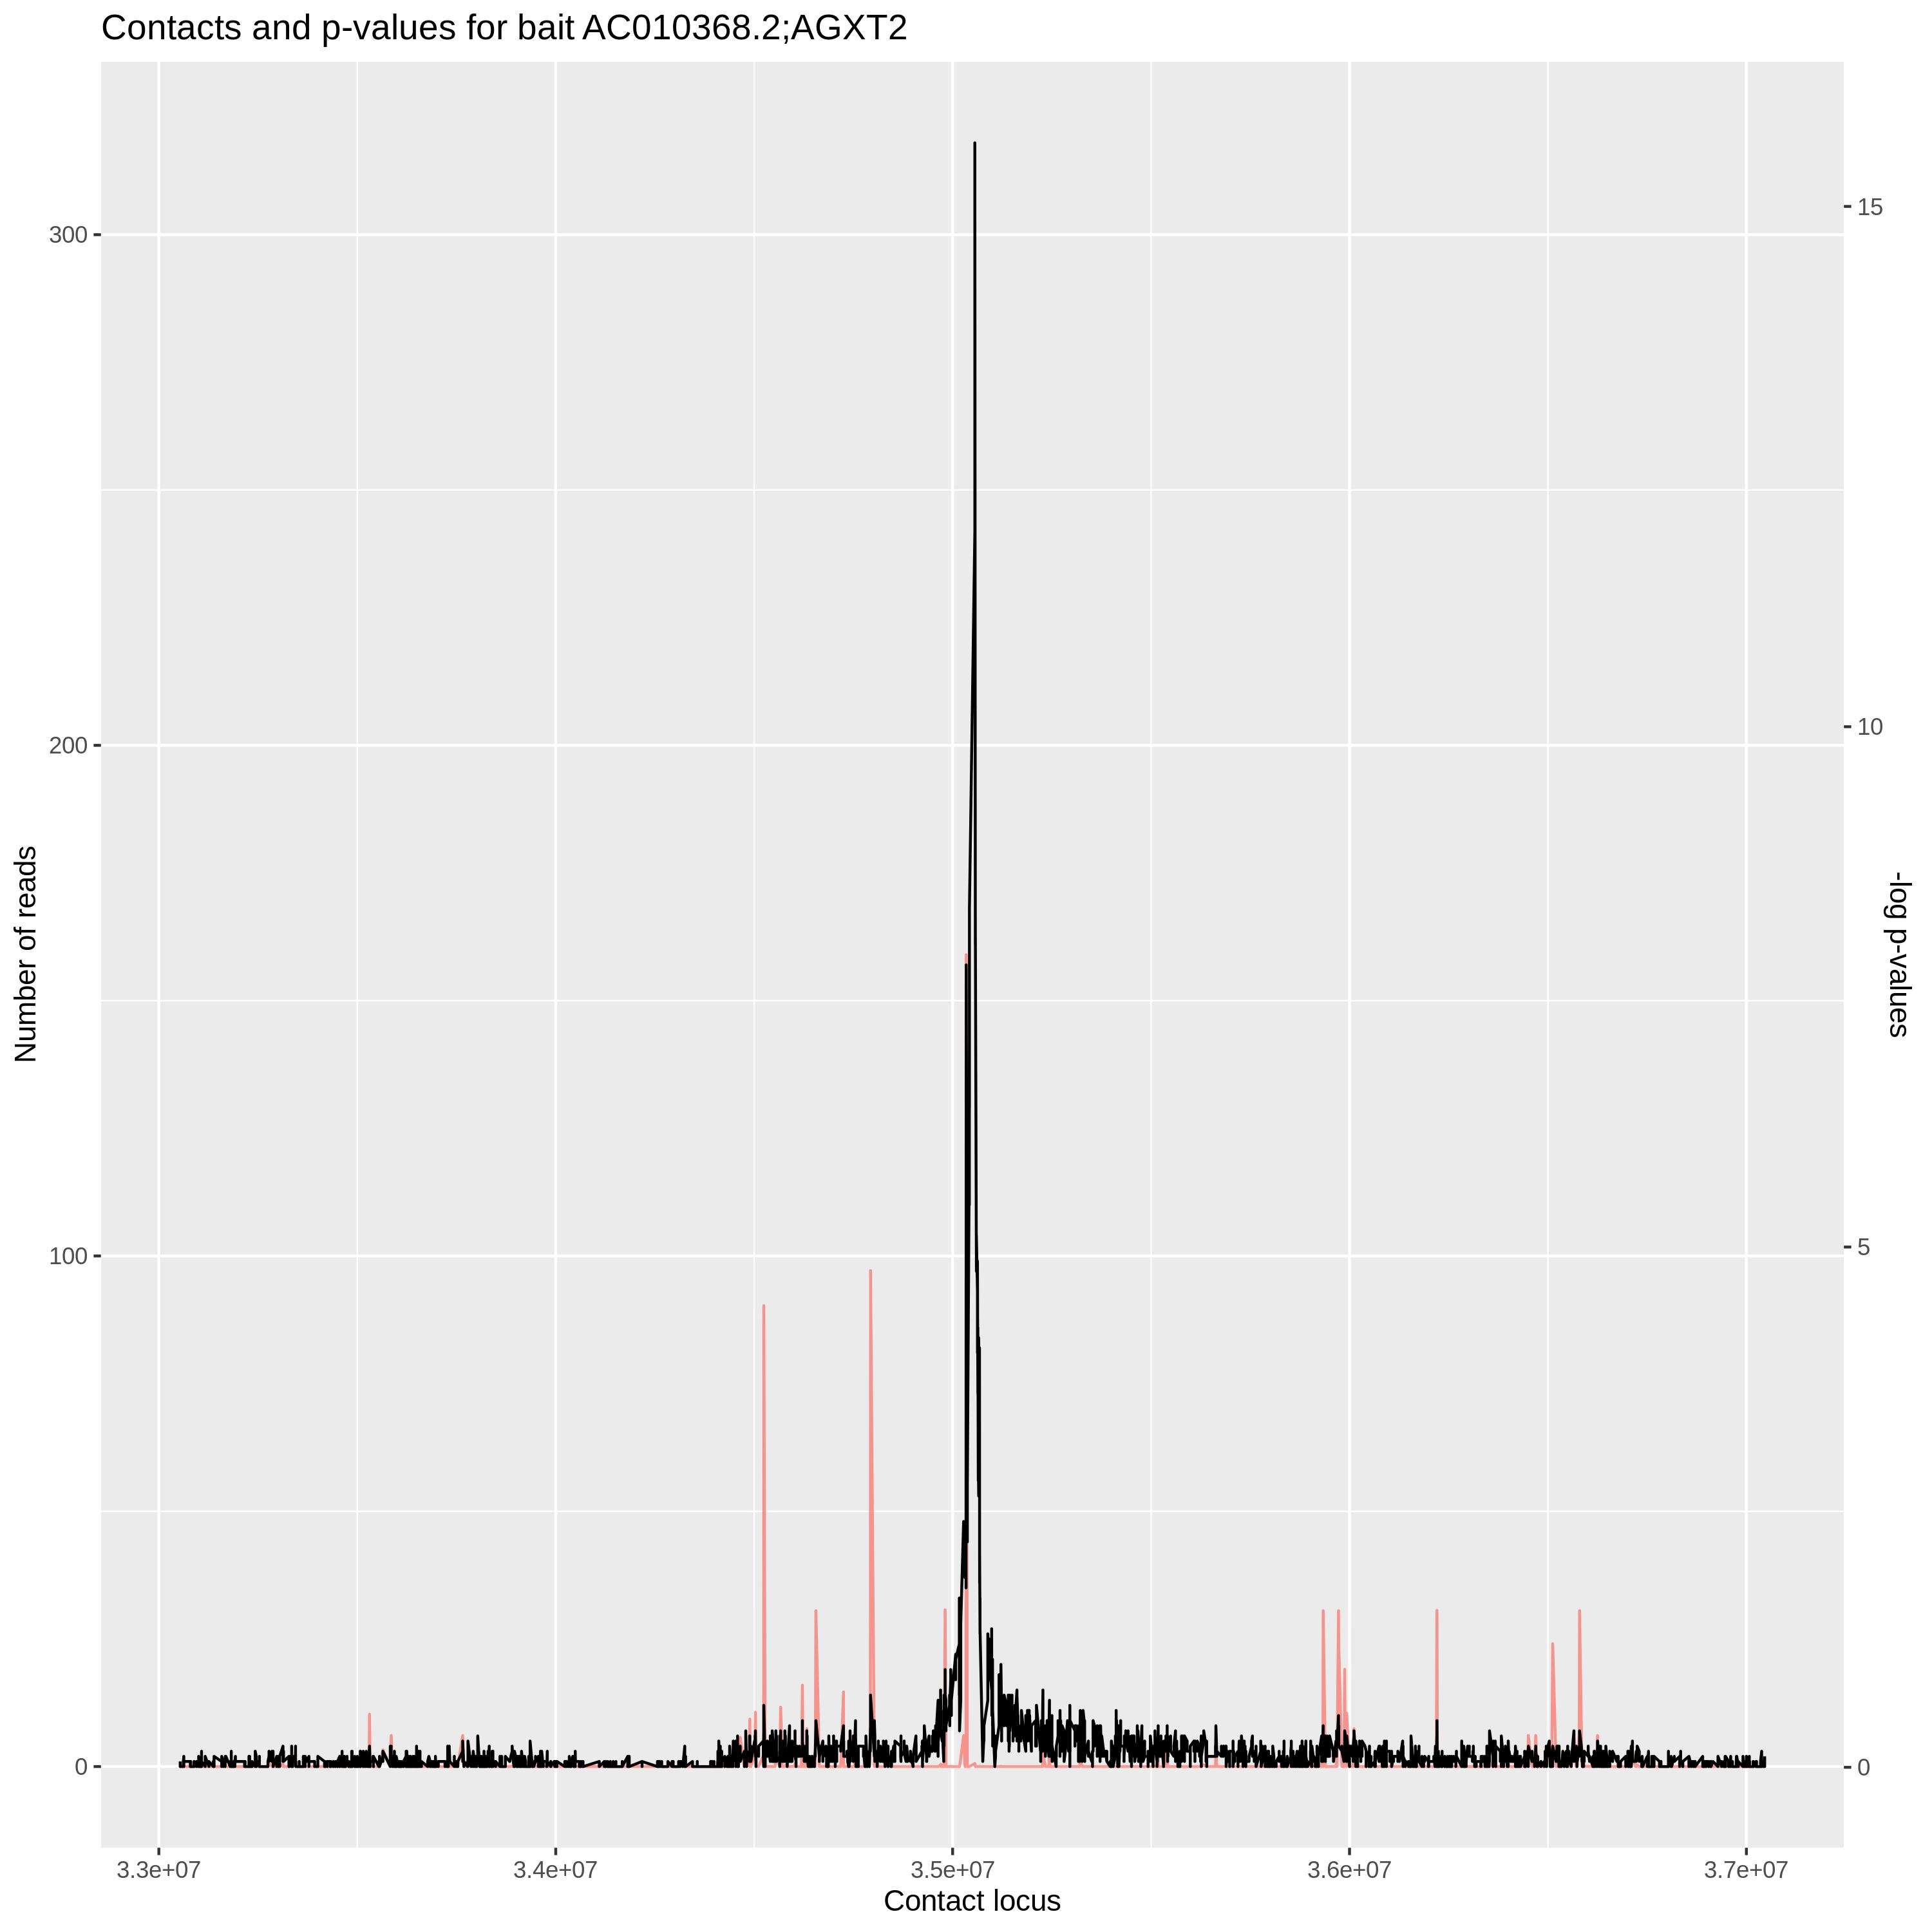 Contacts and p-values for bait AC010368.2;AGXT2
300
200
100
0
Number of reads
15
10
5
0
-log p-values
3.3e+07 3.4e+07 3.5e+07 3.6e+07 3.7e+07
Contact locus